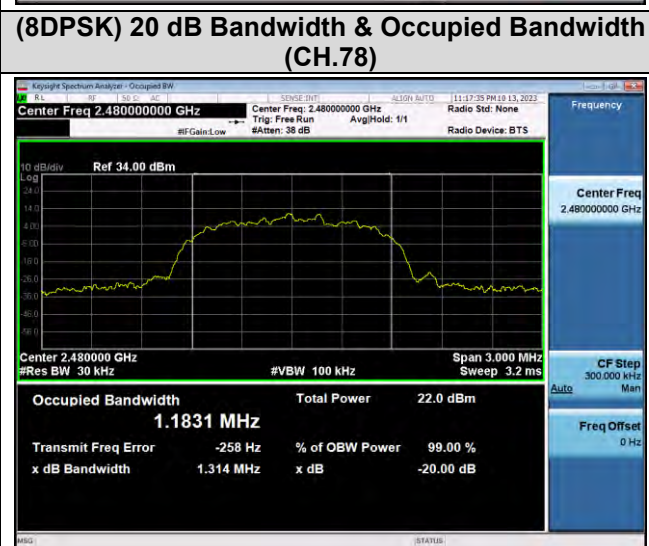 (8DPSK) 20 dB Bandwidth & Occupied Bandwidth
(CH.78)
Keysight Spectrum Analyzer - Occupied BW
RL RF 50 Ω AC SENSE:INT ALIGN AUTO 11:17:35 PM 10 13, 2023
Center Freq 2.480000000 GHz
Center Freq: 2.480000000 GHz
Radio Std: None
Trig: Free Run Avg|Hold: 1/1
#IFGain:Low
#Atten: 38 dB
Radio Device: BTS
Frequency
10 dB/div Ref 34.00 dBm
Log
24.0
14.0
4.00
-6.00
-16.0
-26.0
-36.0
-46.0
-56.0
Center Freq
2.480000000 GHz
Center 2.480000 GHz
Span 3.000 MHz
#Res BW 30 kHz
#VBW 100 kHz
Sweep 3.2 ms
CF Step
300.000 kHz
Auto Man
Freq Offset
0 Hz
Occupied Bandwidth
1.1831 MHz
Total Power 22.0 dBm
Transmit Freq Error -258 Hz
% of OBW Power 99.00 %
x dB Bandwidth 1.314 MHz
x dB -20.00 dB
MSG
STATUS